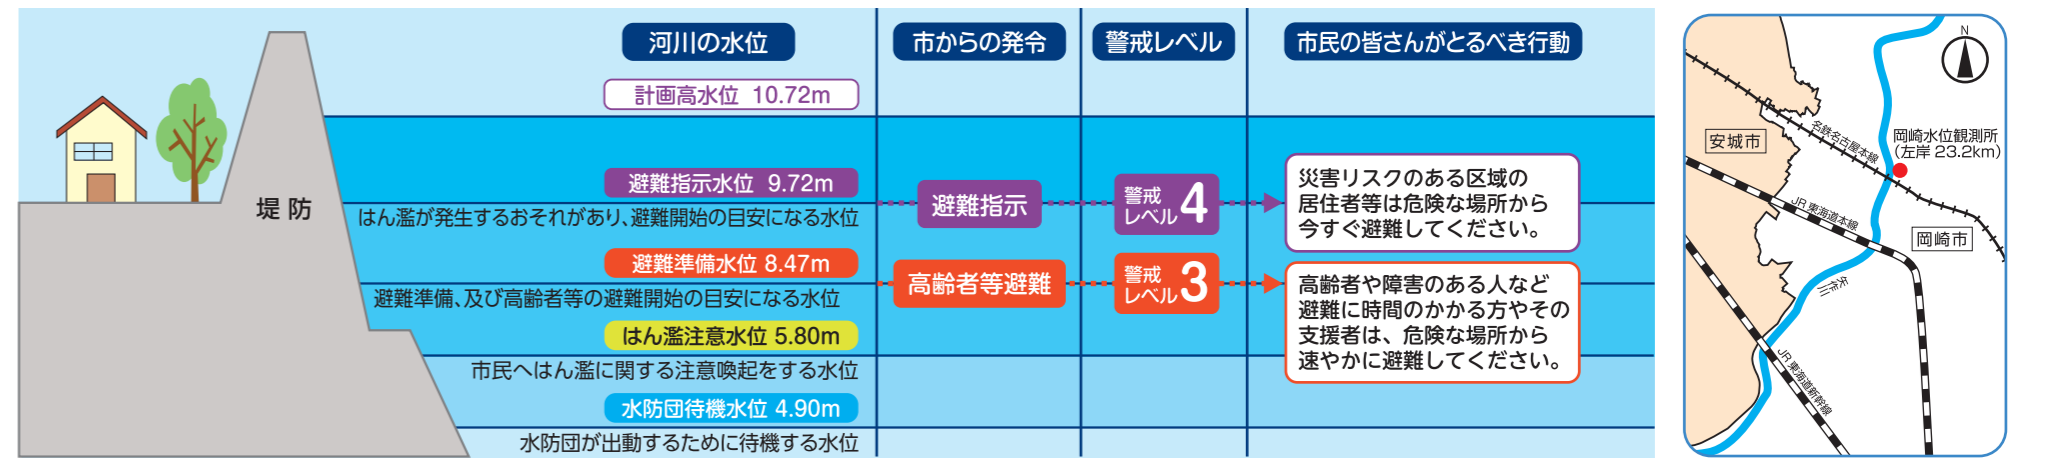 河川の水位
市からの発令
警戒レベル
市民の皆さんがとるべき行動
計画高水位 10.72m
堤防
避難指示水位 9.72m
はん濫が発生するおそれがあり、避難開始の目安になる水位
避難指示
警戒
レベル4
災害リスクのある区域の
居住者等は危険な場所から
今すぐ避難してください。
避難準備水位 8.47m
避難準備、及び高齢者等の避難開始の目安になる水位
高齢者等避難
警戒
レベル3
高齢者や障害のある人など
避難に時間のかかる方やその
支援者は、危険な場所から
速やかに避難してください。
はん濫注意水位 5.80m
市民へはん濫に関する注意喚起をする水位
水防団待機水位 4.90m
水防団が出動するために待機する水位
N
安城市
名鉄名古屋本線
岡崎水位観測所
(左岸 23.2km)
JR東海道本線
岡崎市
矢作川
JR東海道新幹線